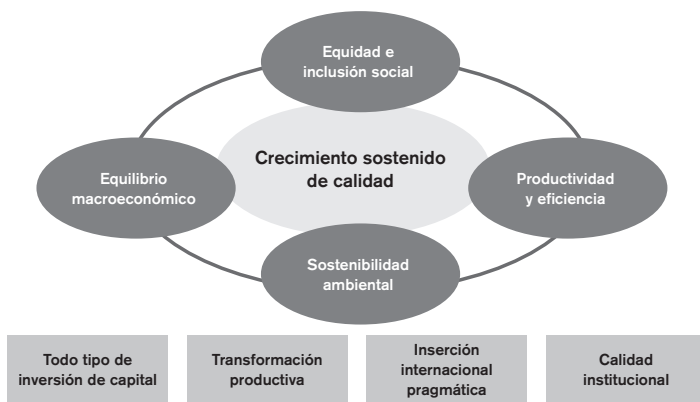 Equidad e
inclusión social
Crecimiento sostenido
de calidad
Equilibrio
macroeconómico
Productividad
y eficiencia
Sostenibilidad
ambiental
Todo tipo de
inversión de capital
Transformación
productiva
Inserción
internacional
pragmática
Calidad
institucional